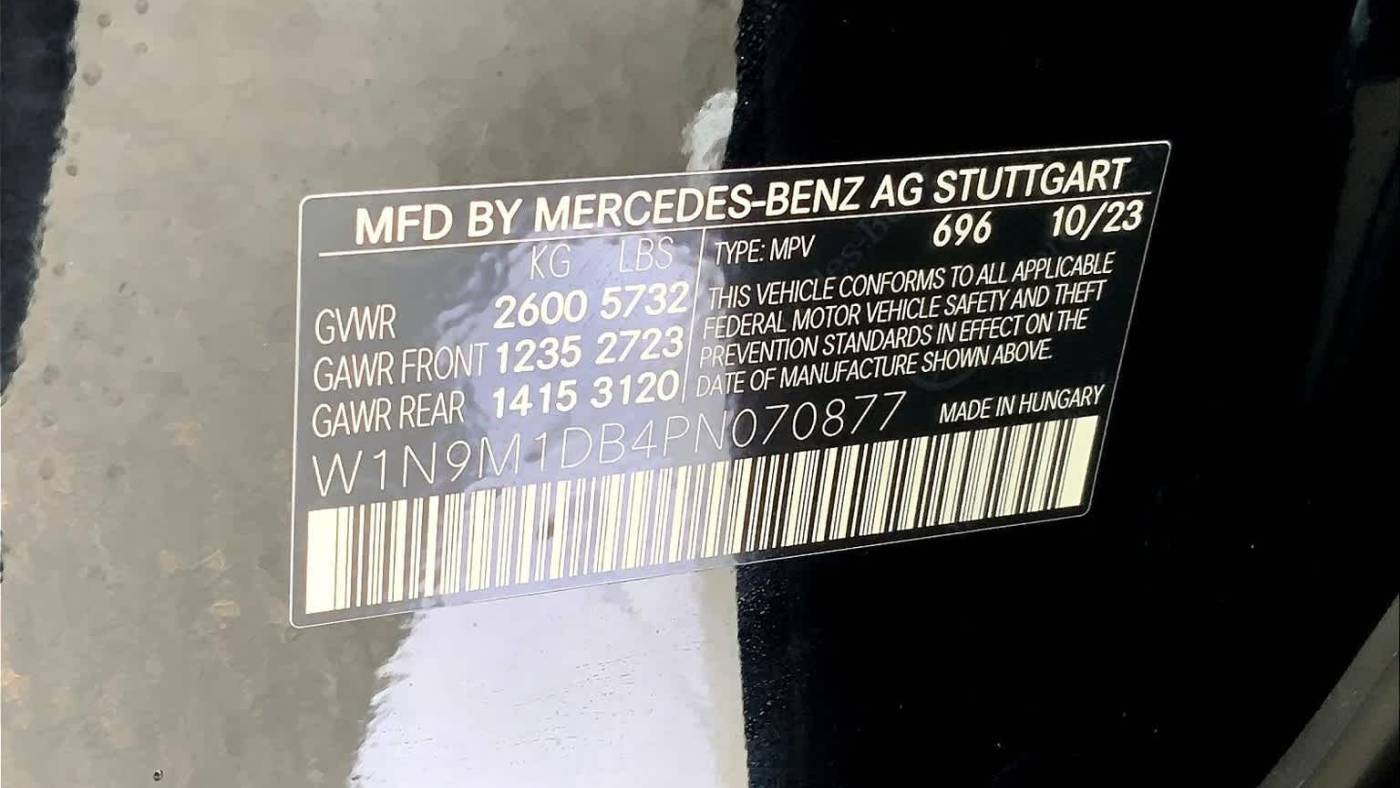 MFD BY MERCEDES-BENZ AG STUTTGART
KG LBS
GVWR 2600 5732
GAWR FRONT 1235 2723
GAWR REAR 1415 3120
TYPE: MPV 696 10/23
THIS VEHICLE CONFORMS TO ALL APPLICABLE
FEDERAL MOTOR VEHICLE SAFETY AND THEFT
PREVENTION STANDARDS IN EFFECT ON THE
DATE OF MANUFACTURE SHOWN ABOVE.
W1N9M1DB4PN070877 MADE IN HUNGARY